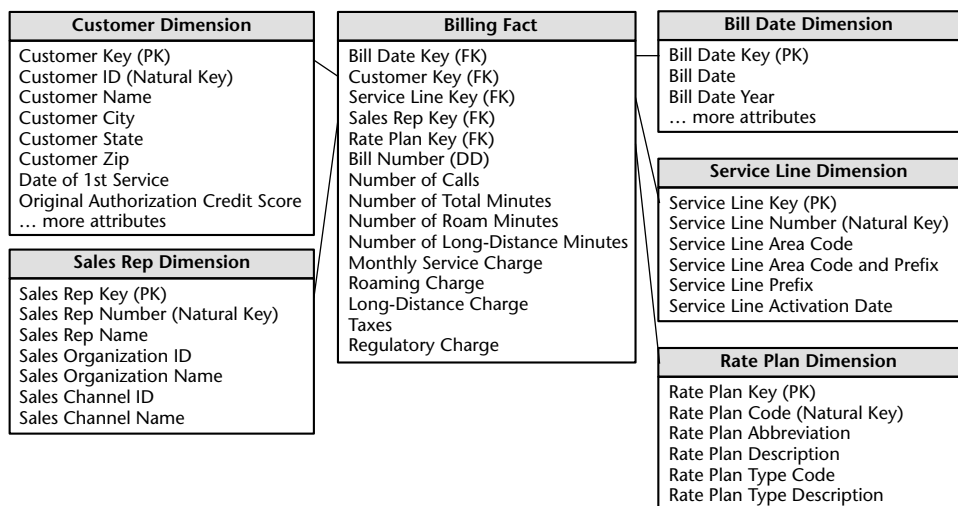 Customer Dimension
Customer Key (PK)
Customer ID (Natural Key)
Customer Name
Customer City
Customer State
Customer Zip
Date of 1st Service
Original Authorization Credit Score
… more attributes
Sales Rep Dimension
Sales Rep Key (PK)
Sales Rep Number (Natural Key)
Sales Rep Name
Sales Organization ID
Sales Organization Name
Sales Channel ID
Sales Channel Name
Billing Fact
Bill Date Key (FK)
Customer Key (FK)
Service Line Key (FK)
Sales Rep Key (FK)
Rate Plan Key (FK)
Bill Number (DD)
Number of Calls
Number of Total Minutes
Number of Roam Minutes
Number of Long-Distance Minutes
Monthly Service Charge
Roaming Charge
Long-Distance Charge
Taxes
Regulatory Charge
Bill Date Dimension
Bill Date Key (PK)
Bill Date
Bill Date Year
… more attributes
Service Line Dimension
Service Line Key (PK)
Service Line Number (Natural Key)
Service Line Area Code
Service Line Area Code and Prefix
Service Line Prefix
Service Line Activation Date
Rate Plan Dimension
Rate Plan Key (PK)
Rate Plan Code (Natural Key)
Rate Plan Abbreviation
Rate Plan Description
Rate Plan Type Code
Rate Plan Type Description